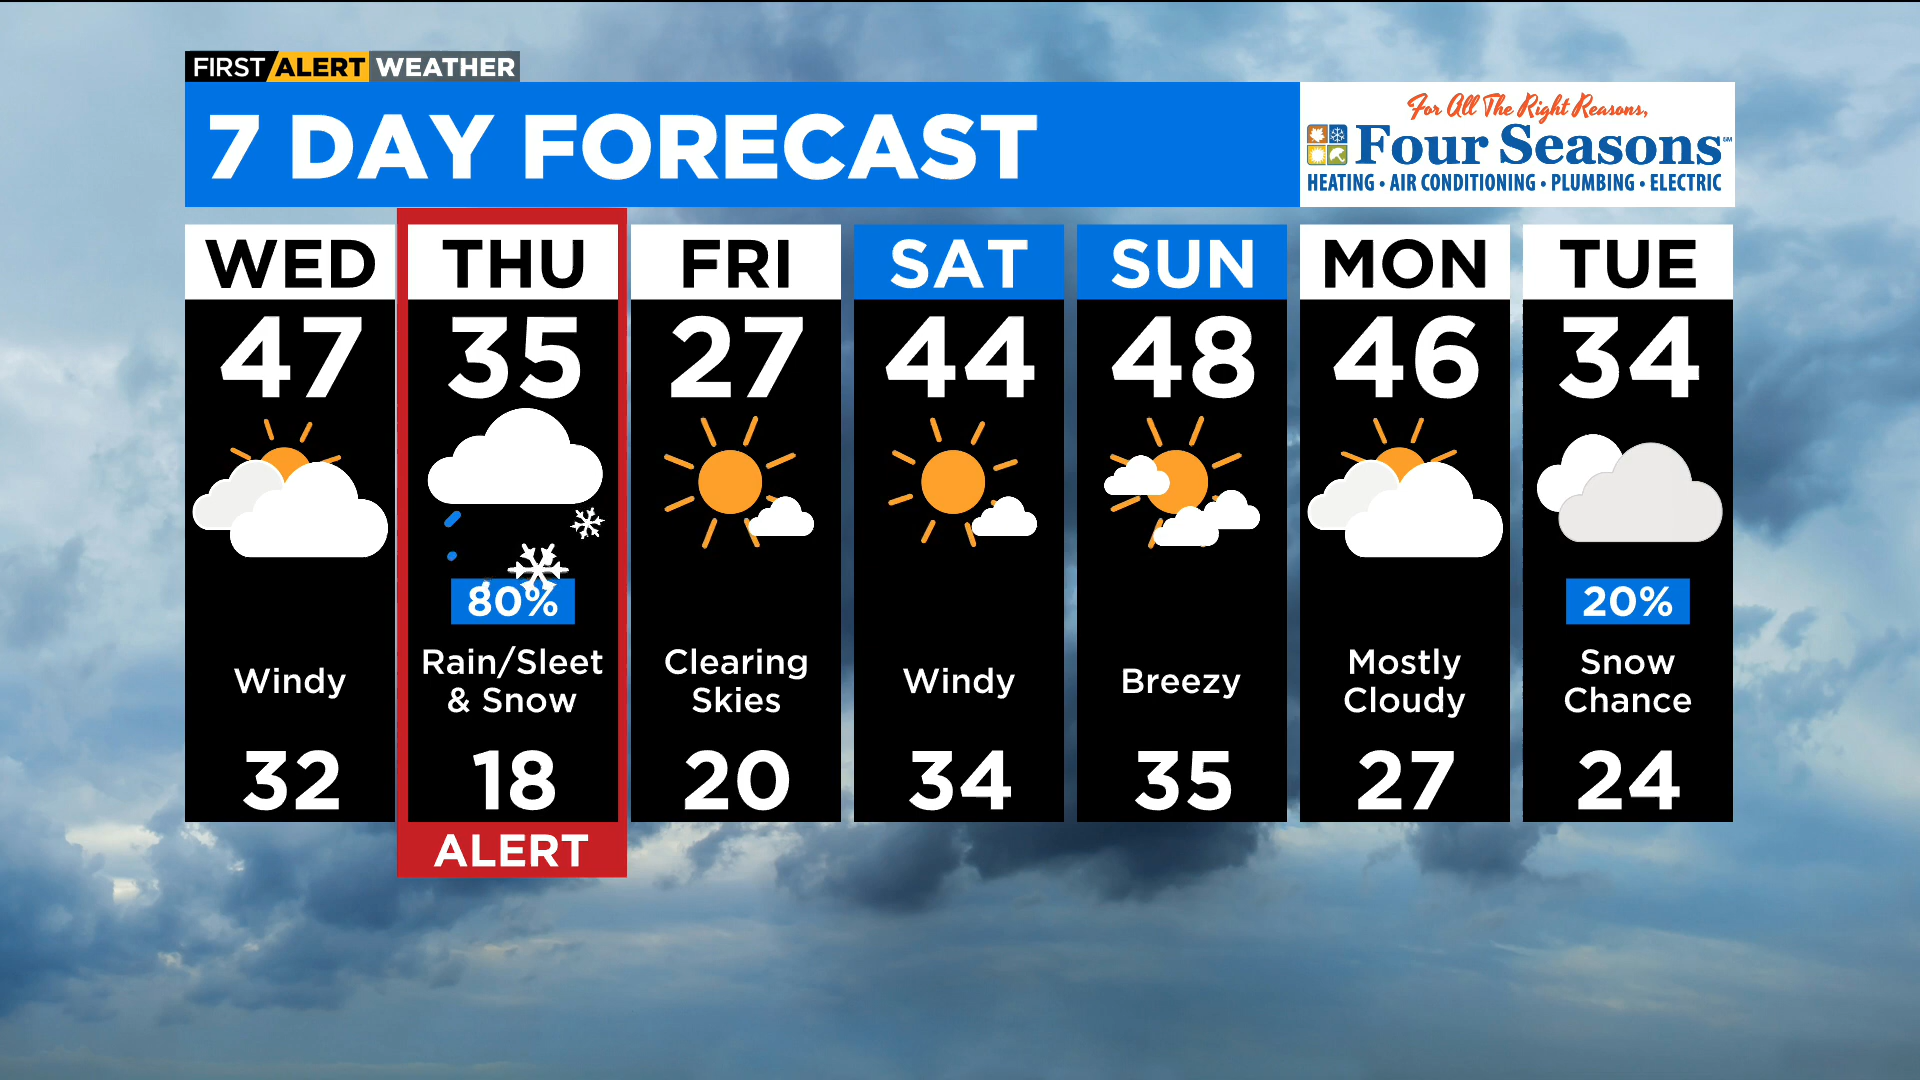 FIRST ALERT WEATHER
7 DAY FORECAST
For All The Right Reasons,
Four Seasons℠
HEATING • AIR CONDITIONING • PLUMBING • ELECTRIC
WED
47
Windy
32
THU
35
80%
Rain/Sleet
& Snow
18
ALERT
FRI
27
Clearing
Skies
20
SAT
44
Windy
34
SUN
48
Breezy
35
MON
46
Mostly
Cloudy
27
TUE
34
20%
Snow
Chance
24